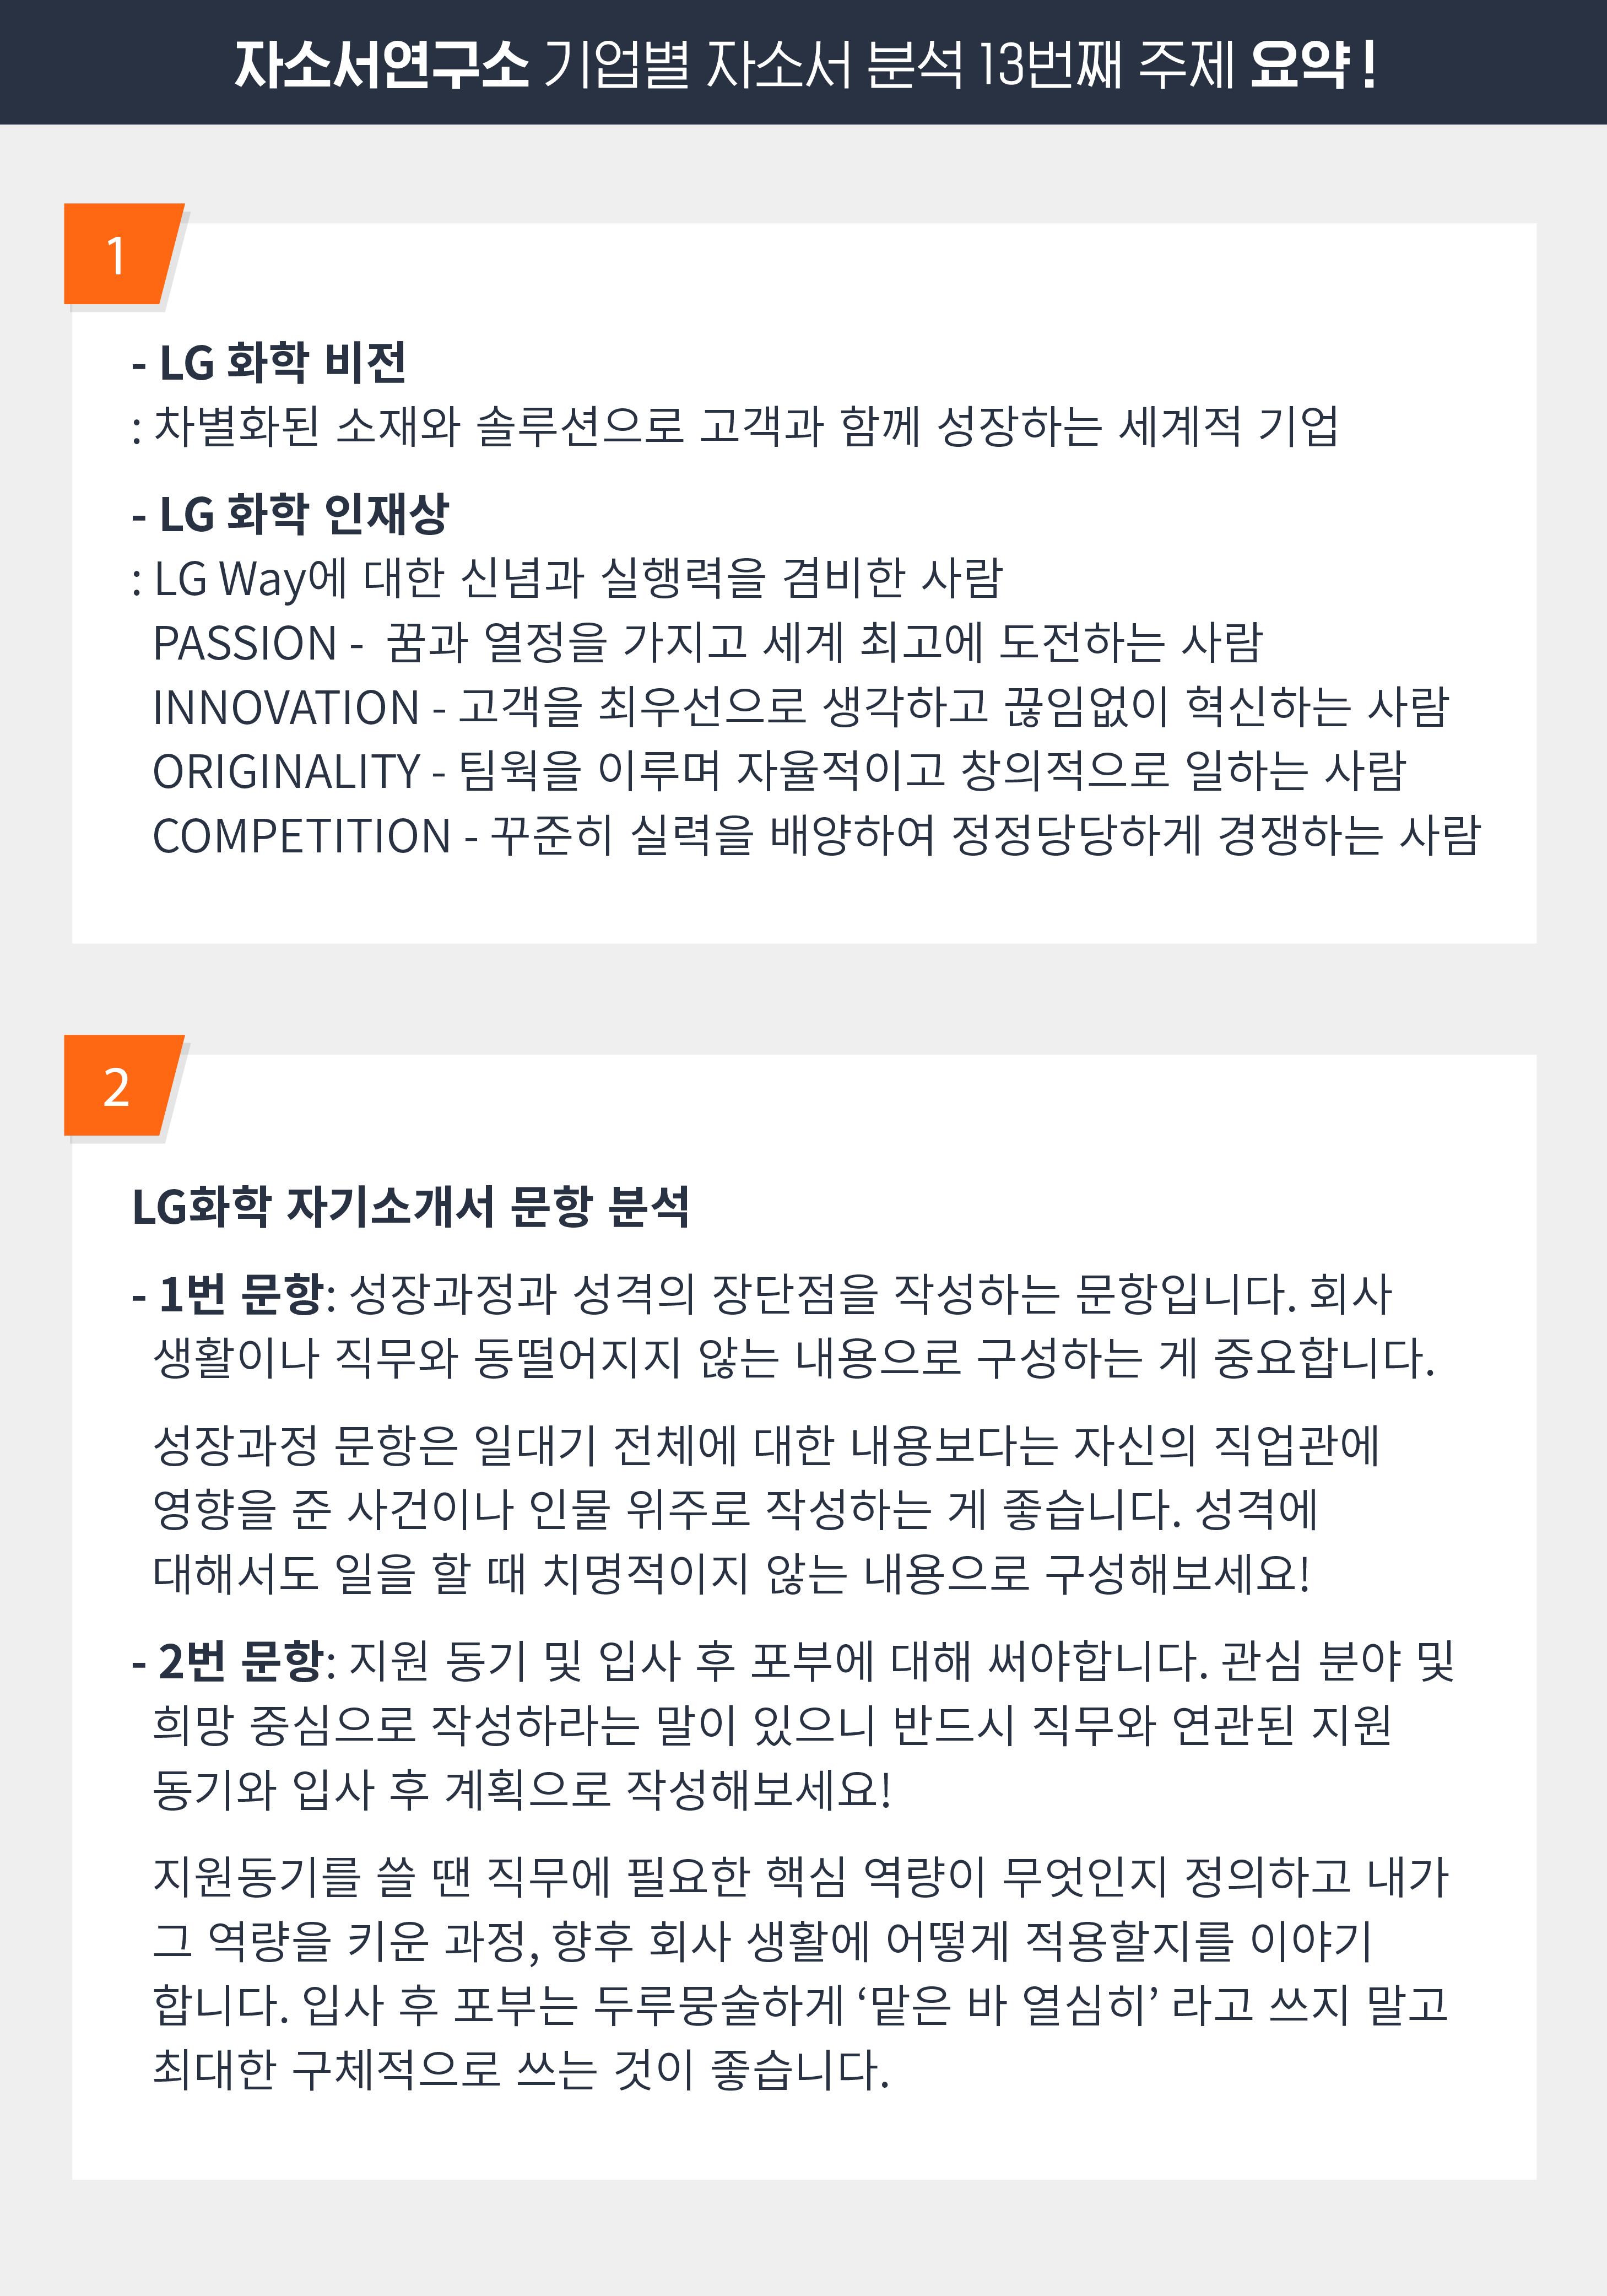 자소서연구소 기업별 자소서 분석 13번째 주제 요약!
1
- LG 화학 비전
: 차별화된 소재와 솔루션으로 고객과 함께 성장하는 세계적 기업
- LG 화학 인재상
: LG Way에 대한 신념과 실행력을 겸비한 사람
PASSION - 꿈과 열정을 가지고 세계 최고에 도전하는 사람
INNOVATION - 고객을 최우선으로 생각하고 끊임없이 혁신하는 사람
ORIGINALITY - 팀웍을 이루며 자율적이고 창의적으로 일하는 사람
COMPETITION - 꾸준히 실력을 배양하여 정정당당하게 경쟁하는 사람
2
LG화학 자기소개서 문항 분석
- 1번 문항: 성장과정과 성격의 장단점을 작성하는 문항입니다. 회사
생활이나 직무와 동떨어지지 않는 내용으로 구성하는 게 중요합니다.
성장과정 문항은 일대기 전체에 대한 내용보다는 자신의 직업관에
영향을 준 사건이나 인물 위주로 작성하는 게 좋습니다. 성격에
대해서도 일을 할 때 치명적이지 않는 내용으로 구성해보세요!
- 2번 문항: 지원 동기 및 입사 후 포부에 대해 써야합니다. 관심 분야 및
희망 중심으로 작성하라는 말이 있으니 반드시 직무와 연관된 지원
동기와 입사 후 계획으로 작성해보세요!
지원동기를 쓸 땐 직무에 필요한 핵심 역량이 무엇인지 정의하고 내가
그 역량을 키운 과정, 향후 회사 생활에 어떻게 적용할지를 이야기
합니다. 입사 후 포부는 두루뭉술하게 ‘맡은 바 열심히’ 라고 쓰지 말고
최대한 구체적으로 쓰는 것이 좋습니다.